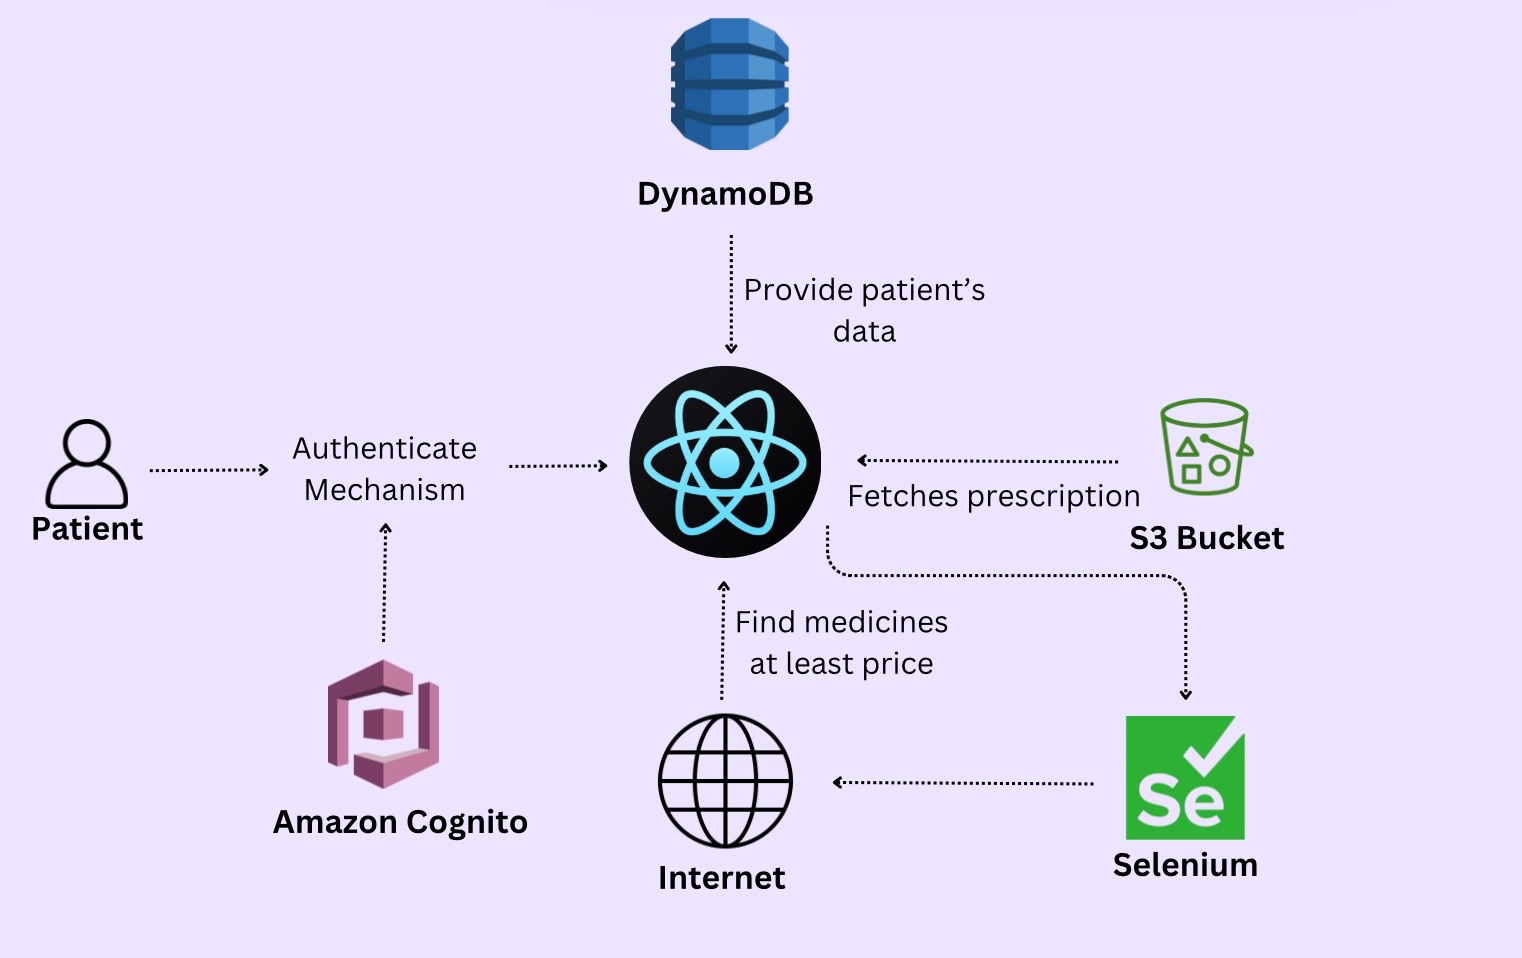 DynamoDB
Provide patient’s
data
Authenticate
Mechanism
Patient
Fetches prescription
S3 Bucket
Find medicines
at least price
Amazon Cognito
Internet
Se
Selenium